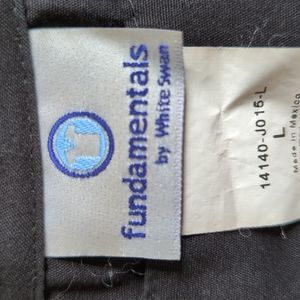 fundamentals
by White Swan
14140-J015-L
L
Made in Mexico